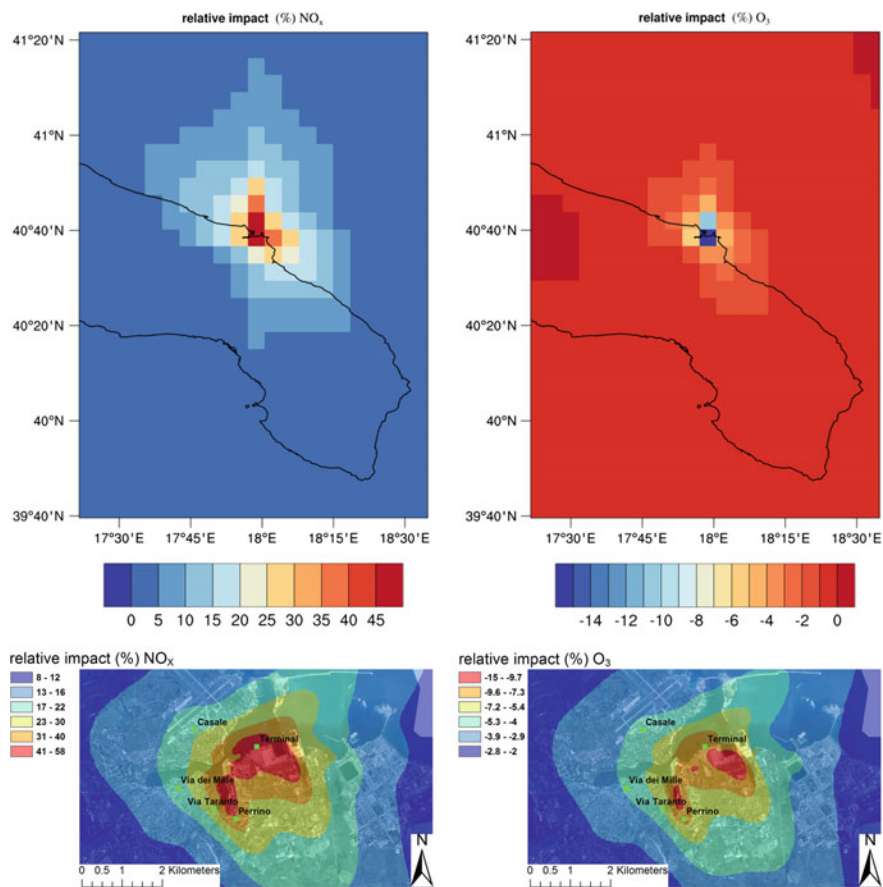 relative impact (%) NOx
41°20'N
41°N
40°40'N
40°20'N
40°N
39°40'N
17°30'E 17°45'E 18°E 18°15'E 18°30'E
0 5 10 15 20 25 30 35 40 45
relative impact (%) O3
41°20'N
41°N
40°40'N
40°20'N
40°N
39°40'N
17°30'E 17°45'E 18°E 18°15'E 18°30'E
-14 -12 -10 -8 -6 -4 -2 0
relative impact (%) NOX
8 - 12
13 - 16
17 - 22
23 - 30
31 - 40
41 - 58
Casale
Terminal
Via dei Mille
Via Taranto
Perrino
0 0.5 1 2 Kilometers
N
relative impact (%) O3
-15 - -9.7
-9.6 - -7.3
-7.2 - -5.4
-5.3 - -4
-3.9 - -2.9
-2.8 - -2
Casale
Terminal
Via dei Mille
Via Taranto
Perrino
0 0.5 1 2 Kilometers
N